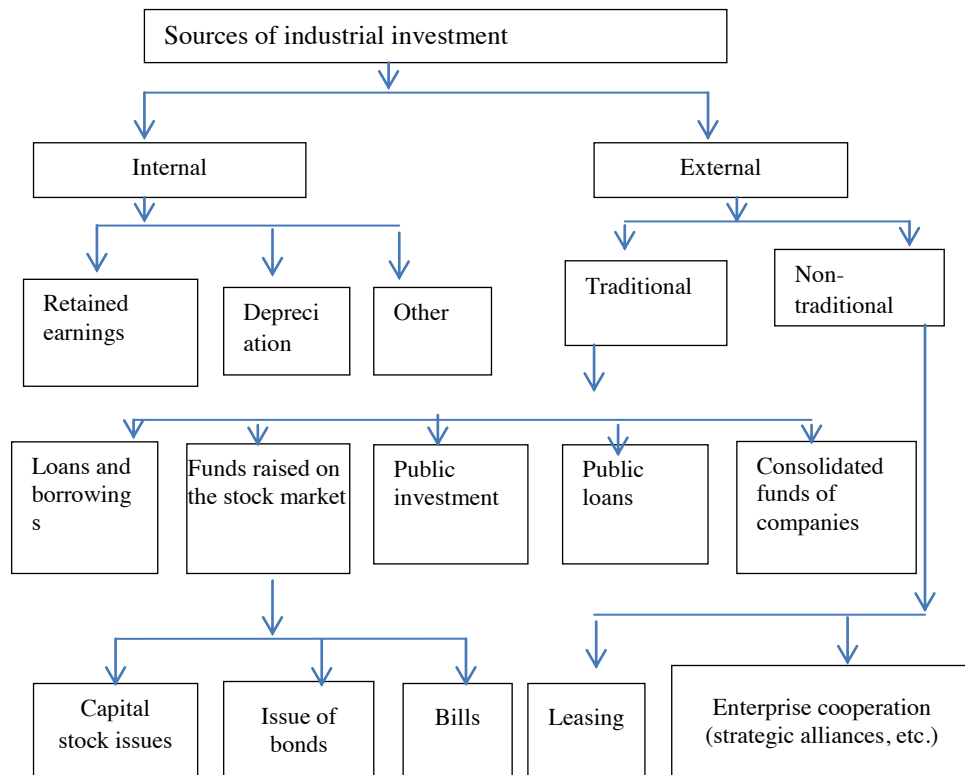 Sources of industrial investment
Internal
External
Retained
earnings
Depreci
ation
Other
Traditional
Non-
traditional
Loans and
borrowing
s
Funds raised on
the stock market
Public
investment
Public
loans
Consolidated
funds of
companies
Capital
stock issues
Issue of
bonds
Bills
Leasing
Enterprise cooperation
(strategic alliances, etc.)